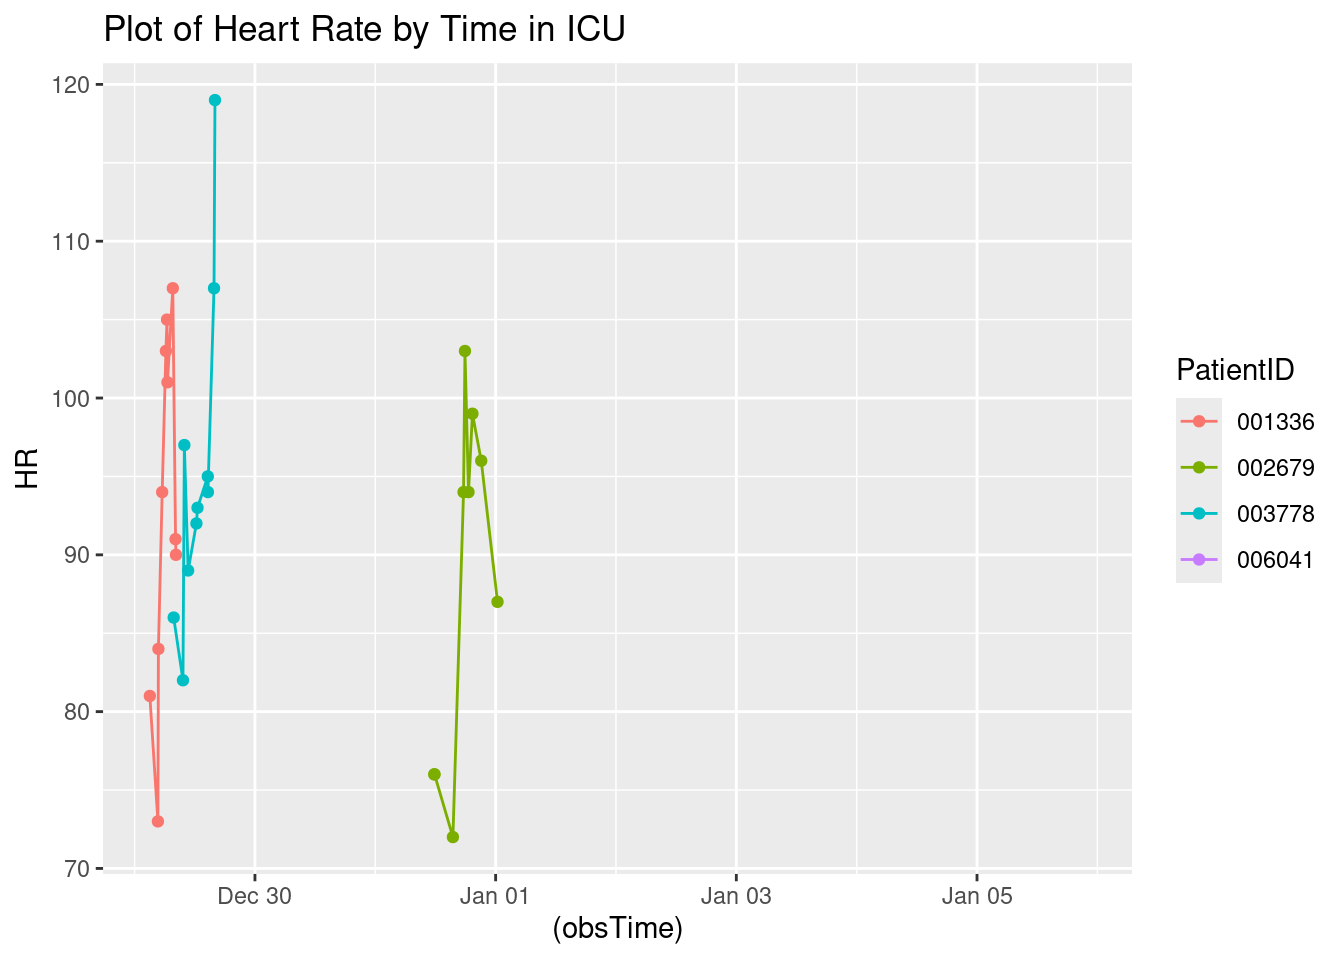 Plot of Heart Rate by Time in ICU
120
110
100
90
80
70
HR
Dec 30
Jan 01
Jan 03
Jan 05
(obsTime)
PatientID
001336
002679
003778
006041